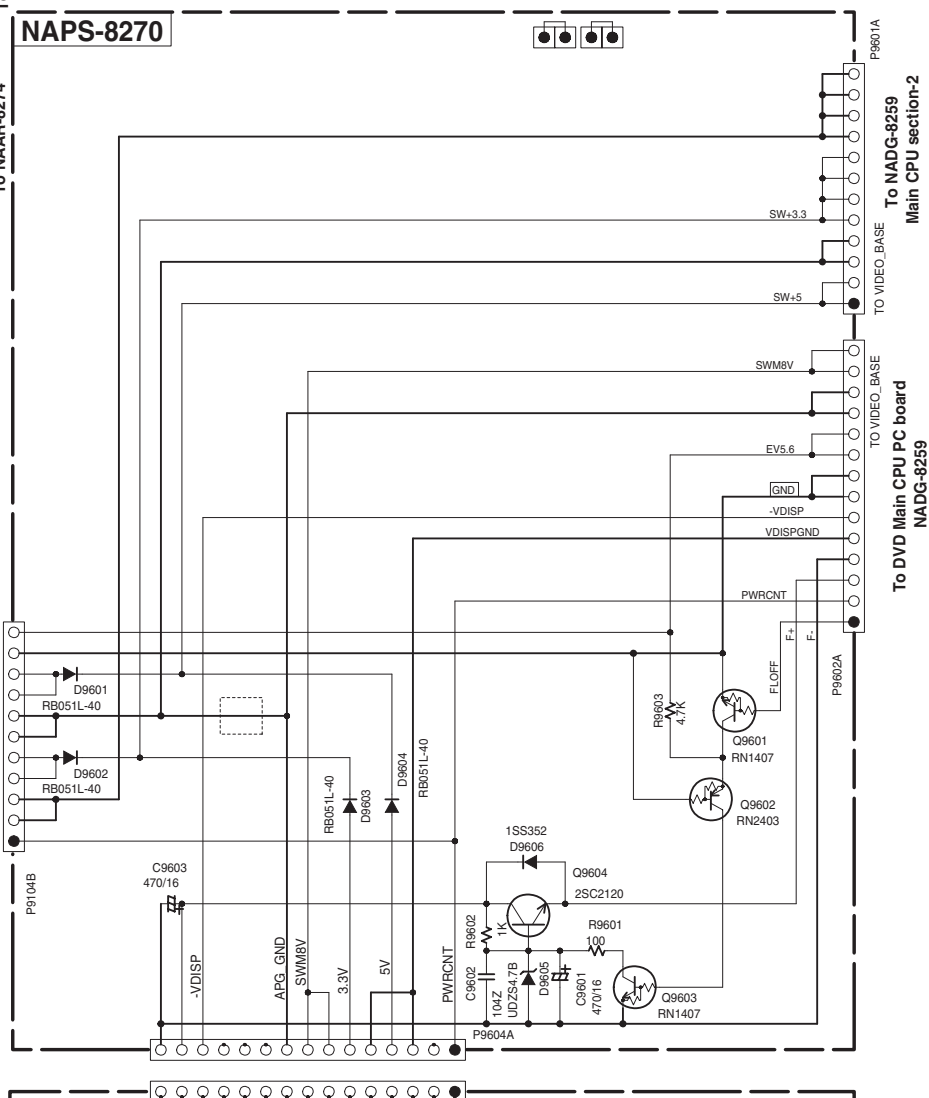 NAPS-8270
P9601A
To NADG-8259
Main CPU section-2
TO VIDEO_BASE
SW+3.3
SW+5
SWM8V
TO VIDEO_BASE
EV5.6
GND
-VDISP
VDISPGND
To DVD Main CPU PC board
NADG-8259
PWRCNT
F+
F-
FLOFF
P9602A
D9601
RB051L-40
R9603
4.7K
Q9601
RN1407
D9602
RB051L-40
RB051L-40
D9603
D9604
RB051L-40
Q9602
RN2403
1SS352
D9606
Q9604
2SC2120
C9603
470/16
P9104B
R9602
1K
R9601
100
-VDISP
APG_GND
SWM8V
3.3V
5V
PWRCNT
C9602
104Z
UDZS4.7B
D9605
C9601
470/16
Q9603
RN1407
P9604A